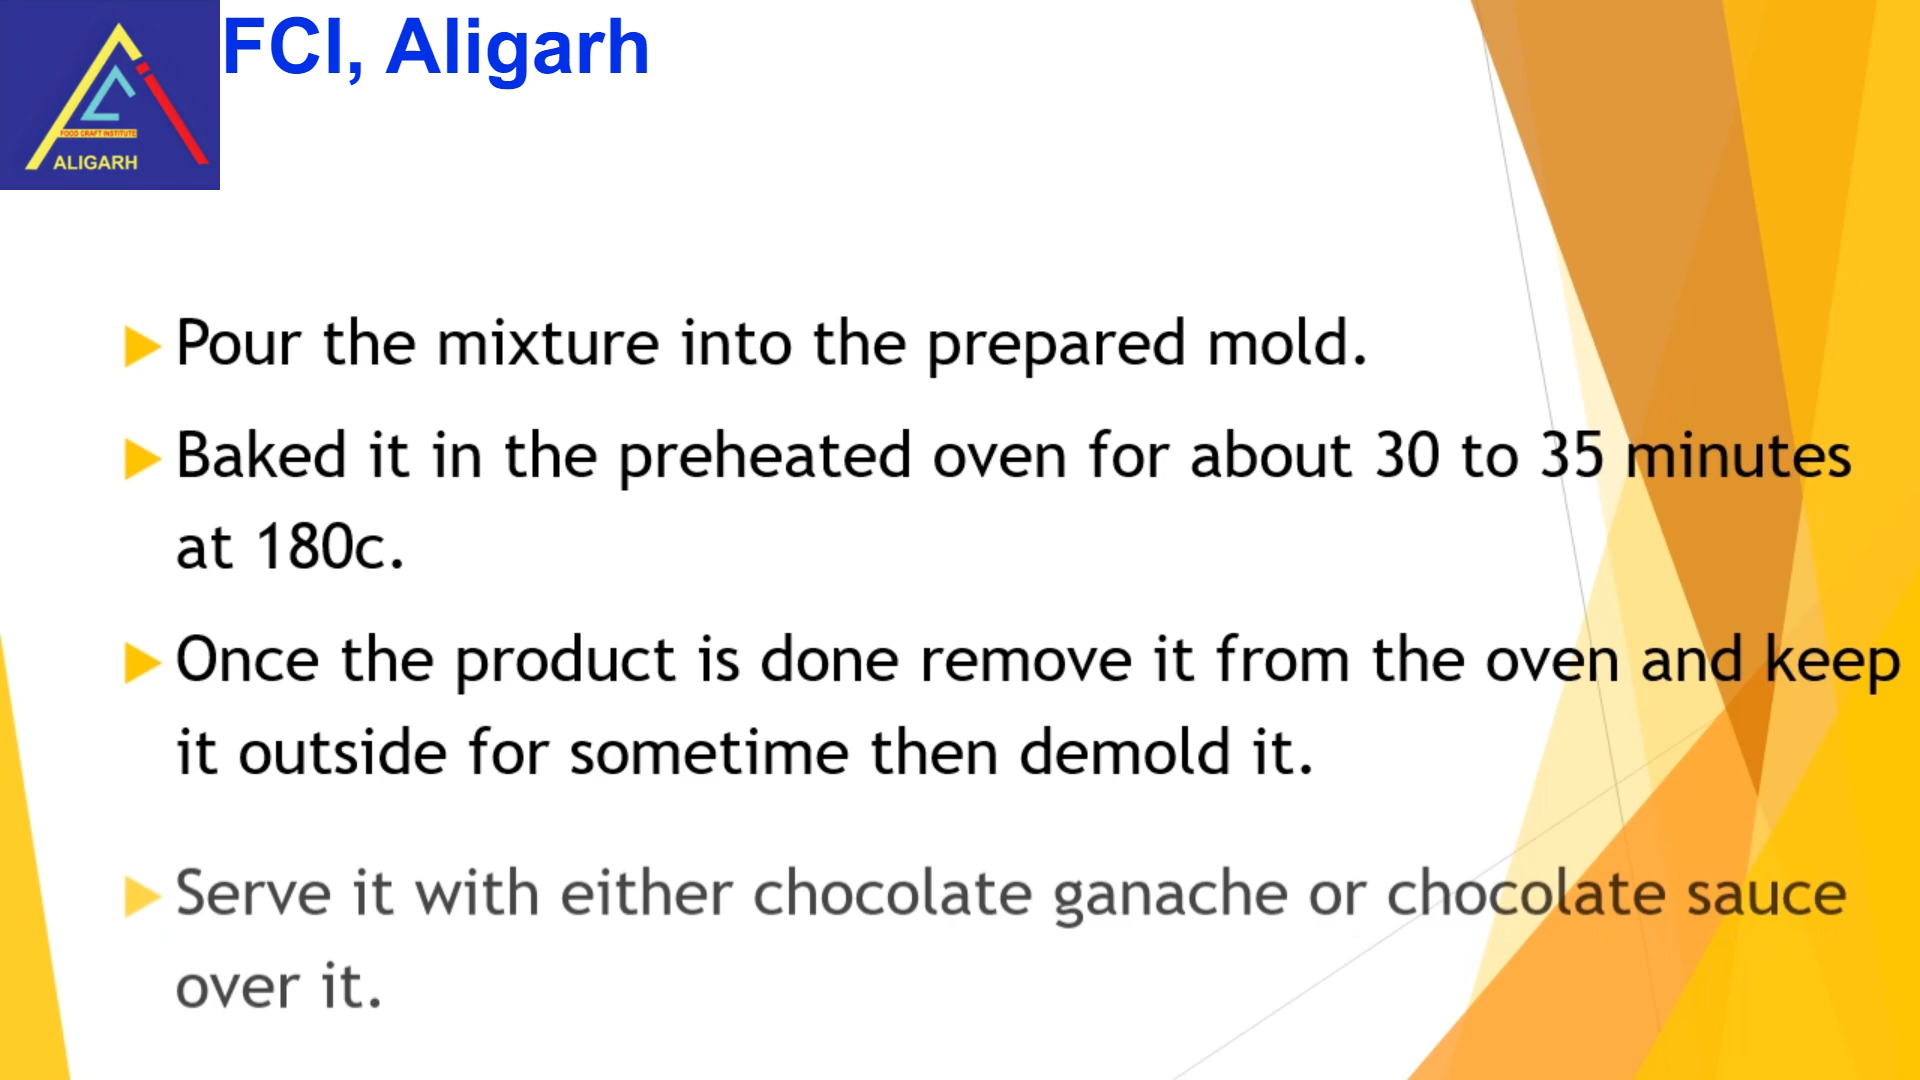 FCI, Aligarh
FOOD CRAFT INSTITUTE
ALIGARH
Pour the mixture into the prepared mold.
Baked it in the preheated oven for about 30 to 35 minutes
at 180c.
Once the product is done remove it from the oven and keep
it outside for sometime then demold it.
Serve it with either chocolate ganache or chocolate sauce
over it.